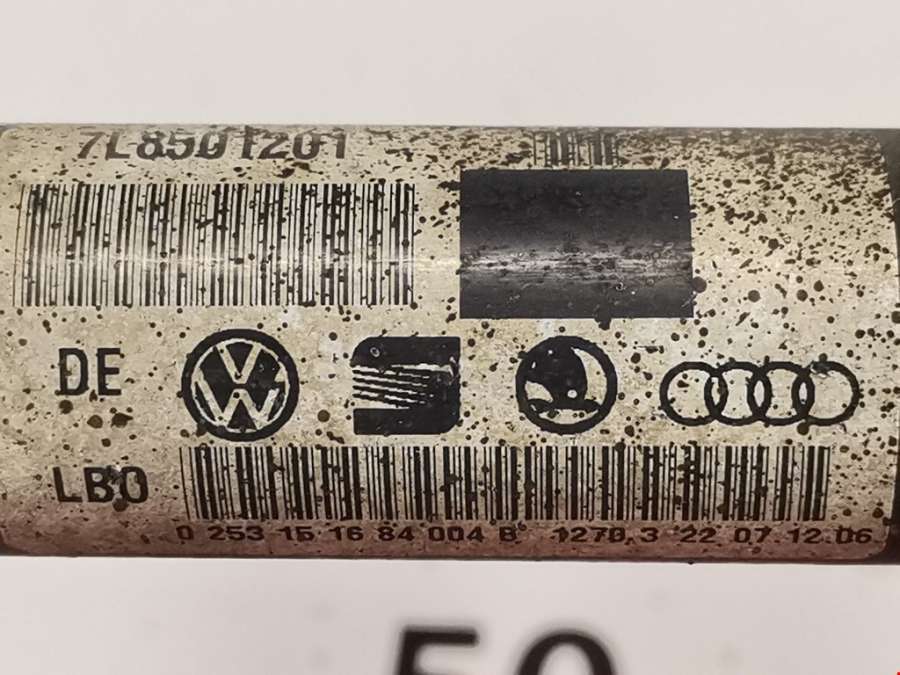 7L8501201
DE
LBO
0 253 15 16 84 004 B 1270,3 22 07.12.06